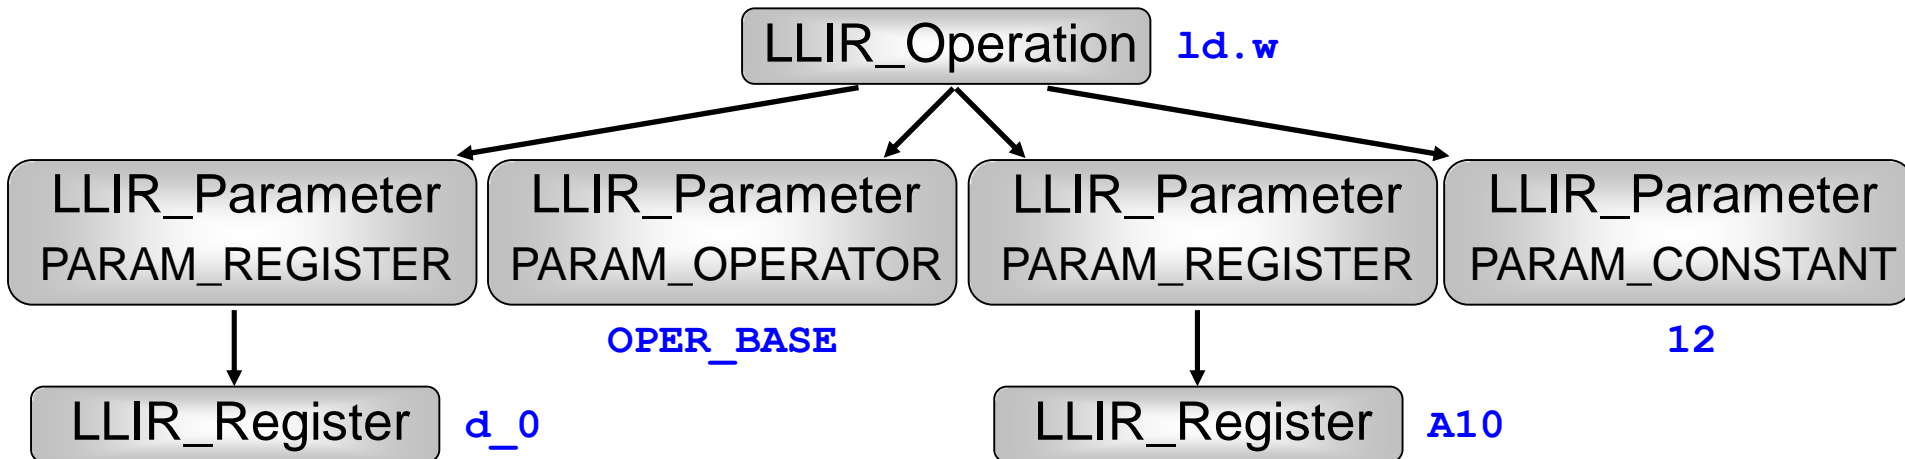 LLIR_Operation ld.w
LLIR_Parameter LLIR_Parameter LLIR_Parameter LLIR_Parameter
PARAM_REGISTER PARAM_OPERATOR PARAM_REGISTER PARAM_CONSTANT
OPER_BASE 12
LLIR_Register d_0 LLIR_Register A10